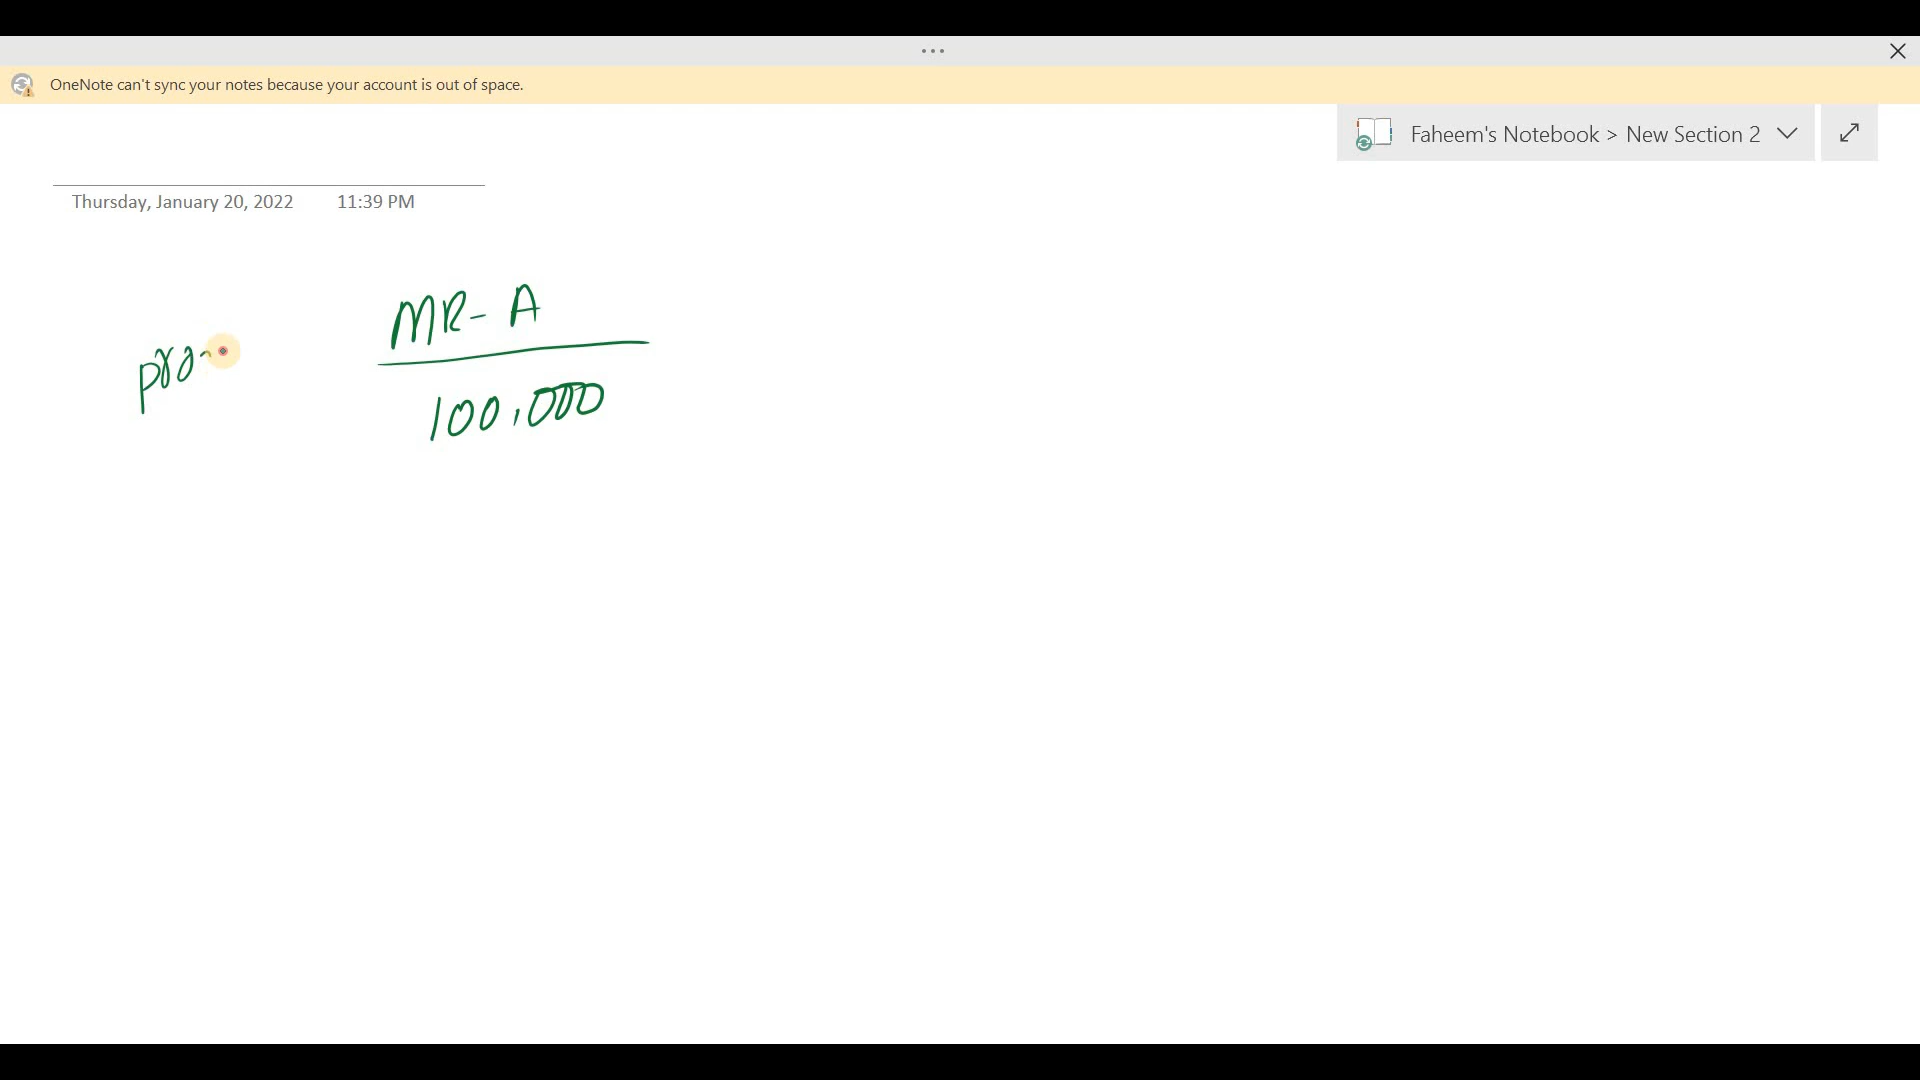 OneNote can't sync your notes because your account is out of space.
Faheem's Notebook > New Section 2
Thursday, January 20, 2022 11:39 PM
MR- A
pro
100,000